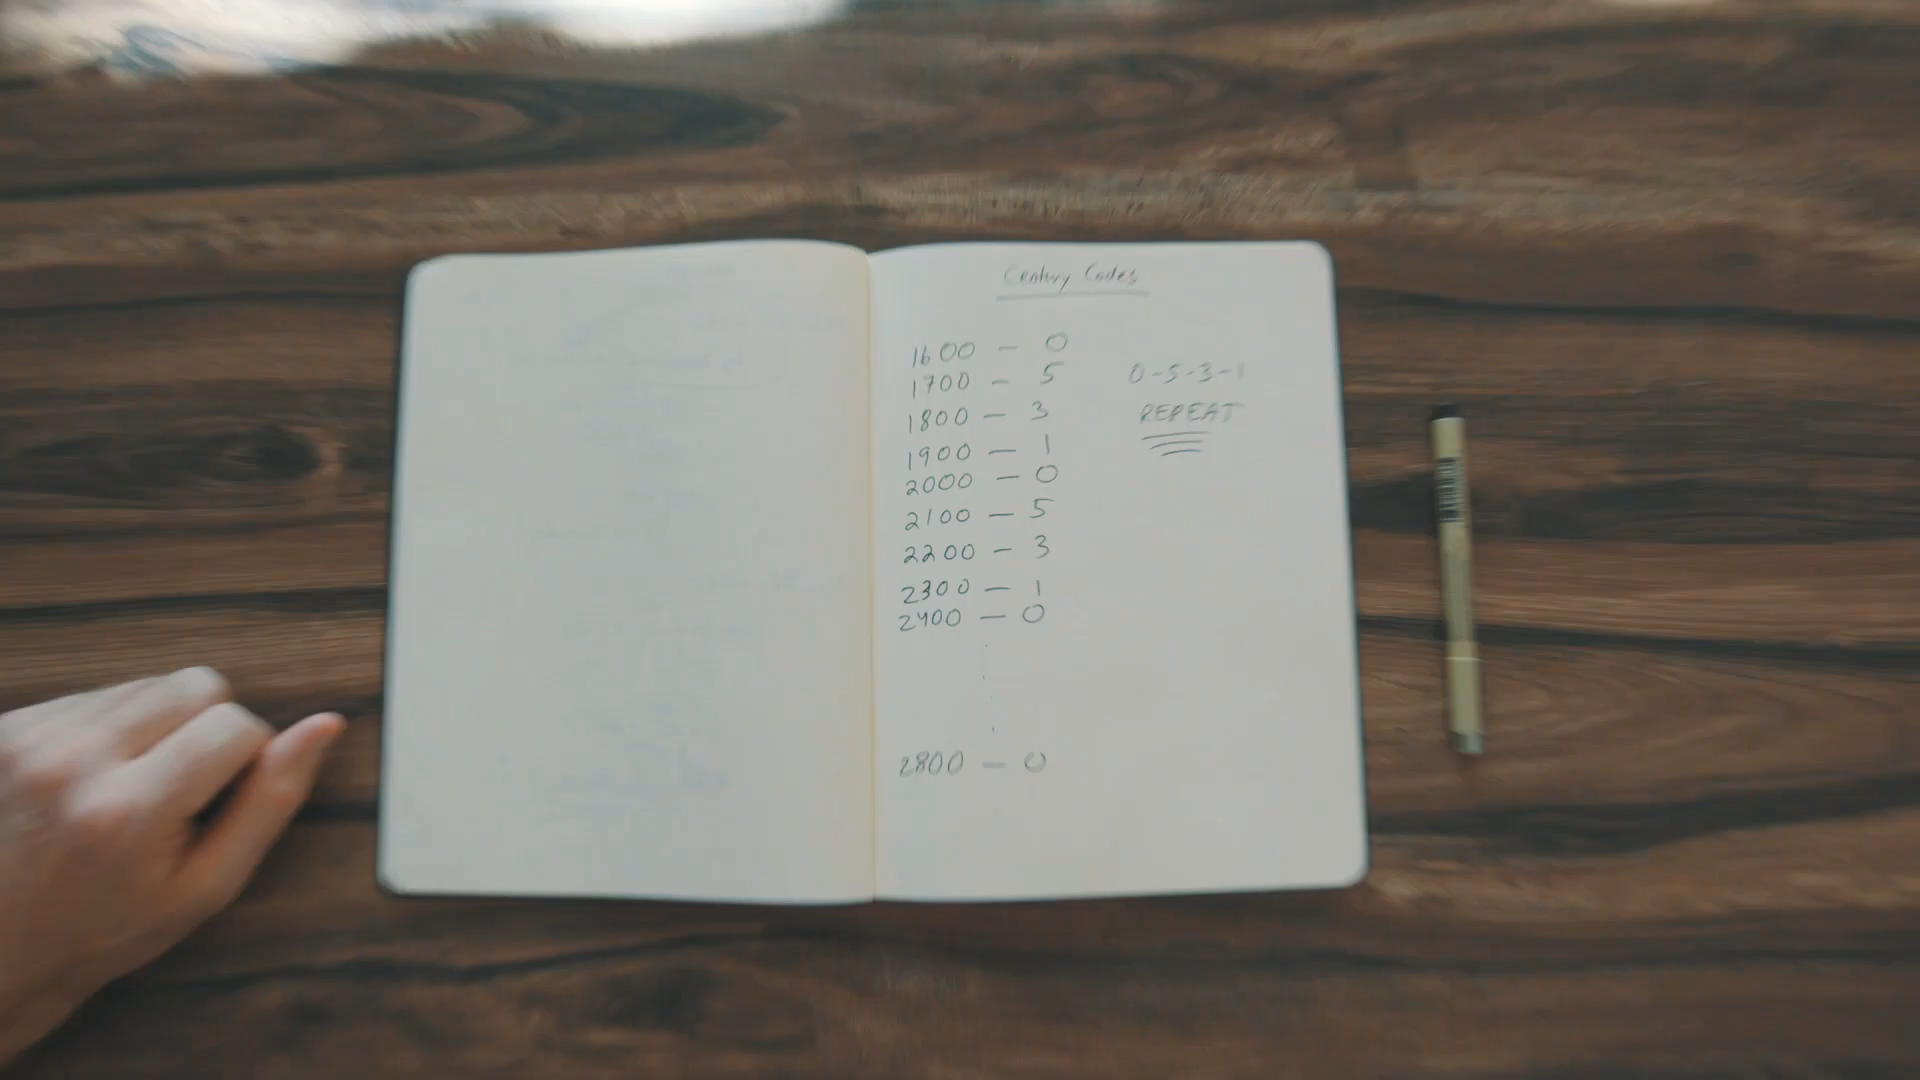 Century Codes
1600 — 0
1700 — 5
1800 — 3
1900 — 1
2000 — 0
2100 — 5
2200 — 3
2300 — 1
2400 — 0
2800 — 0
0-5-3-1
REPEAT